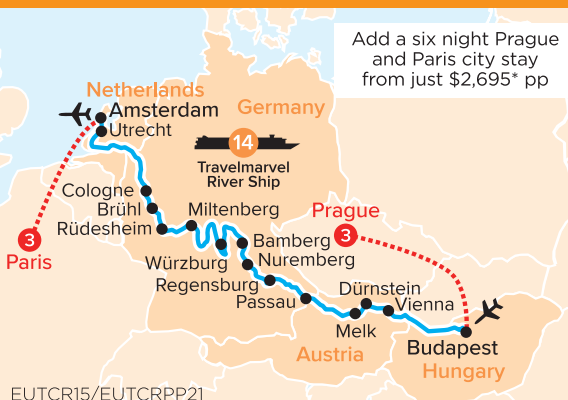 Add a six night Prague
and Paris city stay
from just $2,695* pp
Netherlands
Amsterdam
Utrecht
Germany
14
Travelmarvel
River Ship
Cologne
Brühl
Rüdesheim
Miltenberg
Prague
3
3
Paris
Bamberg
Würzburg
Nuremberg
Regensburg
Passau
Dürnstein
Vienna
Melk
Budapest
Austria
Hungary
EUTCR15/EUTCRPP21